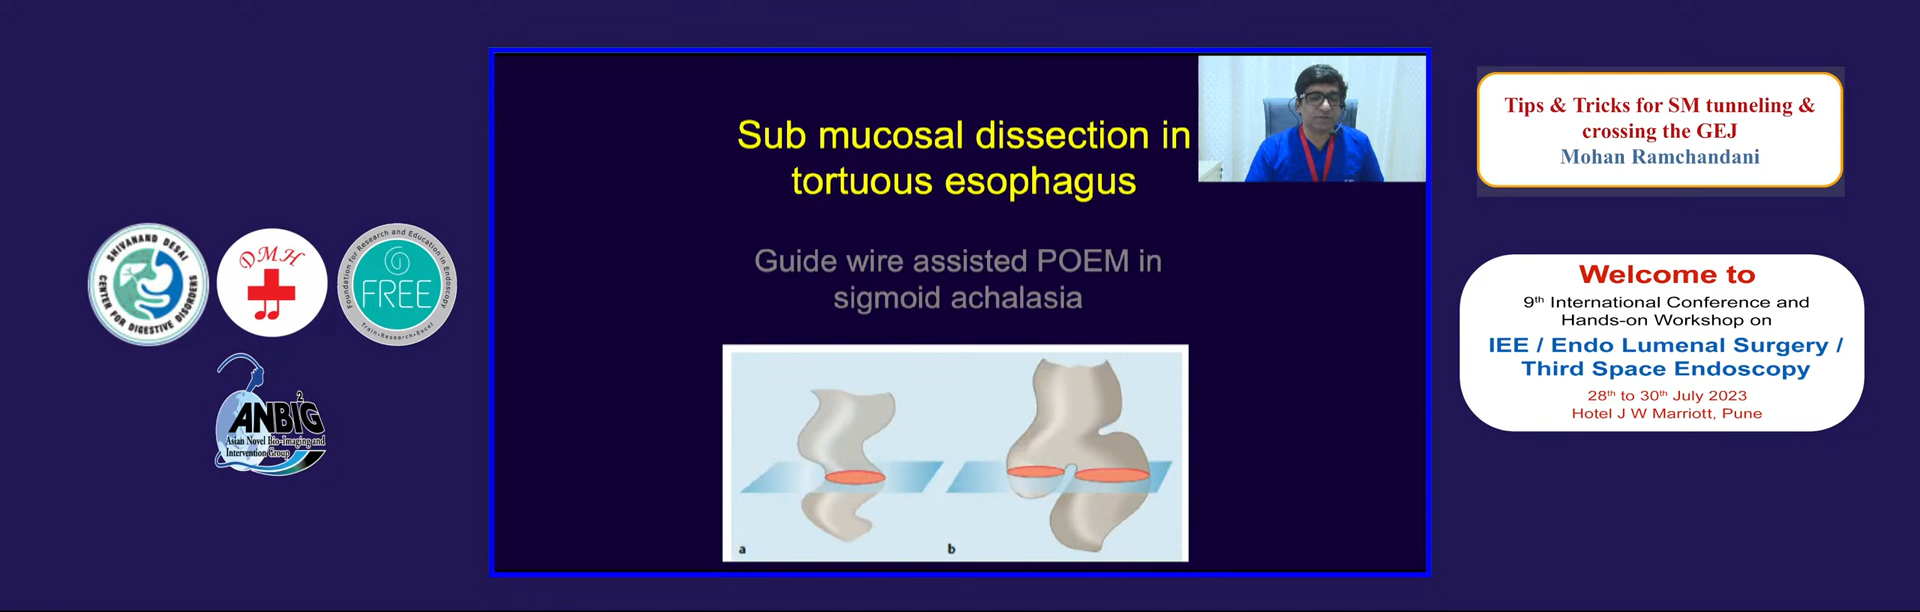 SHIVANAND DESAI
CENTER FOR DIGESTIVE DISORDERS
DMH
Foundation for Research and Education in Endoscopy
FREE
Train•Research•Excel
ANBI²G
Asian Novel Bio-Imaging and
Intervention Group
Sub mucosal dissection in
tortuous esophagus
Guide wire assisted POEM in
sigmoid achalasia
a
b
Tips & Tricks for SM tunneling &
crossing the GEJ
Mohan Ramchandani
Welcome to
9th International Conference and
Hands-on Workshop on
IEE / Endo Lumenal Surgery /
Third Space Endoscopy
28th to 30th July 2023
Hotel J W Marriott, Pune